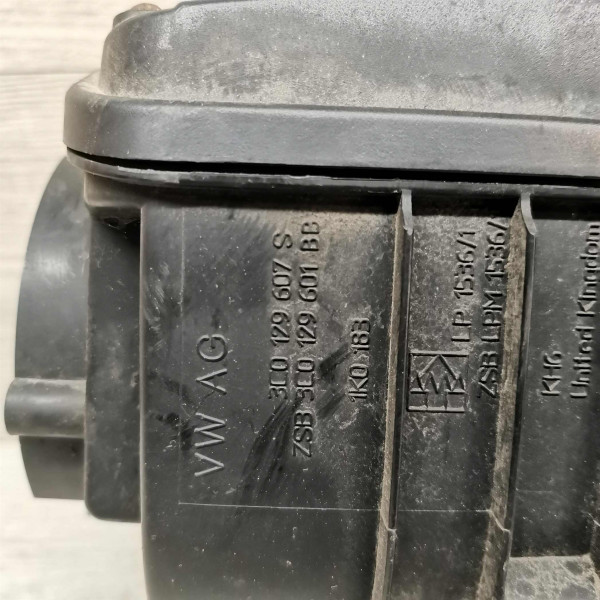 VW AG
3C0 129 607 S
ZSB 3C0 129 601 BB
1K0 183
LP 1536/1
ZSB LPM 1536/
KHG
United Kingdom